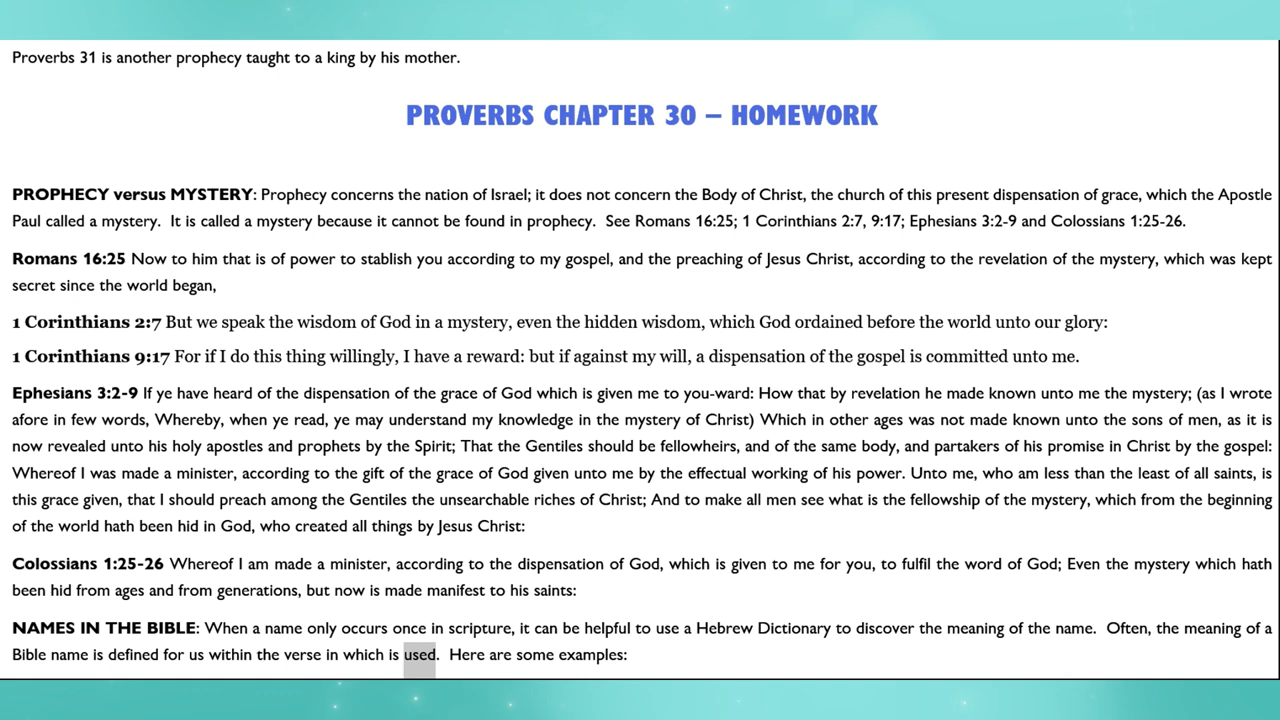 Proverbs 31 is another prophecy taught to a king by his mother.
PROVERBS CHAPTER 30 – HOMEWORK
PROPHECY versus MYSTERY: Prophecy concerns the nation of Israel; it does not concern the Body of Christ, the church of this present dispensation of grace, which the Apostle
Paul called a mystery.  It is called a mystery because it cannot be found in prophecy.  See Romans 16:25; 1 Corinthians 2:7, 9:17; Ephesians 3:2-9 and Colossians 1:25-26.
Romans 16:25 Now to him that is of power to stablish you according to my gospel, and the preaching of Jesus Christ, according to the revelation of the mystery, which was kept
secret since the world began,
1 Corinthians 2:7 But we speak the wisdom of God in a mystery, even the hidden wisdom, which God ordained before the world unto our glory:
1 Corinthians 9:17 For if I do this thing willingly, I have a reward: but if against my will, a dispensation of the gospel is committed unto me.
Ephesians 3:2-9 If ye have heard of the dispensation of the grace of God which is given me to you-ward: How that by revelation he made known unto me the mystery; (as I wrote
afore in few words, Whereby, when ye read, ye may understand my knowledge in the mystery of Christ) Which in other ages was not made known unto the sons of men, as it is
now revealed unto his holy apostles and prophets by the Spirit; That the Gentiles should be fellowheirs, and of the same body, and partakers of his promise in Christ by the gospel:
Whereof I was made a minister, according to the gift of the grace of God given unto me by the effectual working of his power. Unto me, who am less than the least of all saints, is
this grace given, that I should preach among the Gentiles the unsearchable riches of Christ; And to make all men see what is the fellowship of the mystery, which from the beginning
of the world hath been hid in God, who created all things by Jesus Christ:
Colossians 1:25-26 Whereof I am made a minister, according to the dispensation of God, which is given to me for you, to fulfil the word of God; Even the mystery which hath
been hid from ages and from generations, but now is made manifest to his saints:
NAMES IN THE BIBLE: When a name only occurs once in scripture, it can be helpful to use a Hebrew Dictionary to discover the meaning of the name.  Often, the meaning of a
Bible name is defined for us within the verse in which is used.  Here are some examples: